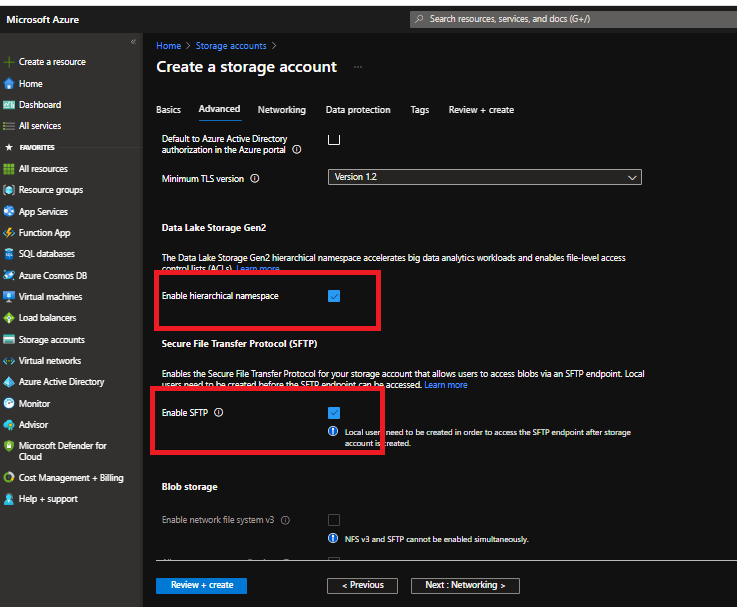 Microsoft Azure
Search resources, services, and docs (G+/)
«
Create a resource
Home
Dashboard
All services
FAVORITES
All resources
Resource groups
App Services
Function App
SQL databases
Azure Cosmos DB
Virtual machines
Load balancers
Storage accounts
Virtual networks
Azure Active Directory
Monitor
Advisor
Microsoft Defender for
Cloud
Cost Management + Billing
Help + support
Home > Storage accounts >
Create a storage account ...
Basics Advanced Networking Data protection Tags Review + create
Default to Azure Active Directory
authorization in the Azure portal
Minimum TLS version
Version 1.2
Data Lake Storage Gen2
The Data Lake Storage Gen2 hierarchical namespace accelerates big data analytics workloads and enables file-level access
control lists (ACLs). Learn more
Enable hierarchical namespace
Secure File Transfer Protocol (SFTP)
Enables the Secure File Transfer Protocol for your storage account that allows users to access blobs via an SFTP endpoint. Local
users need to be created before the SFTP endpoint can be accessed. Learn more
Enable SFTP
Local users need to be created in order to access the SFTP endpoint after storage
account is created.
Blob storage
Enable network file system v3
NFS v3 and SFTP cannot be enabled simultaneously.
Review + create
< Previous
Next : Networking >